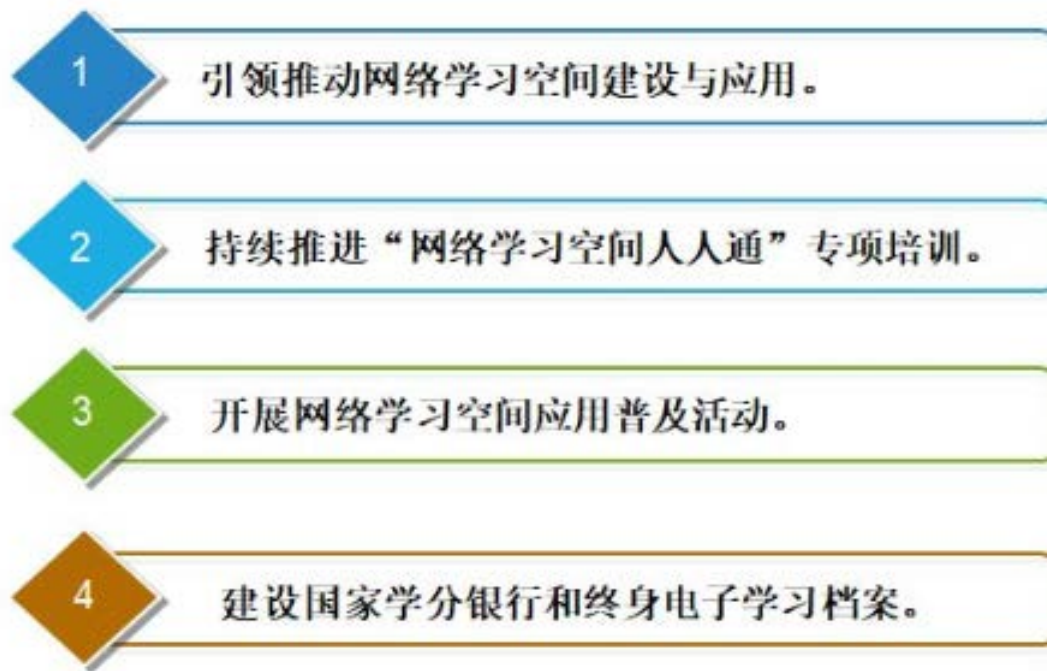 1
引领推动网络学习空间建设与应用。
2
持续推进“网络学习空间人人通”专项培训。
3
开展网络学习空间应用普及活动。
4
建设国家学分银行和终身电子学习档案。